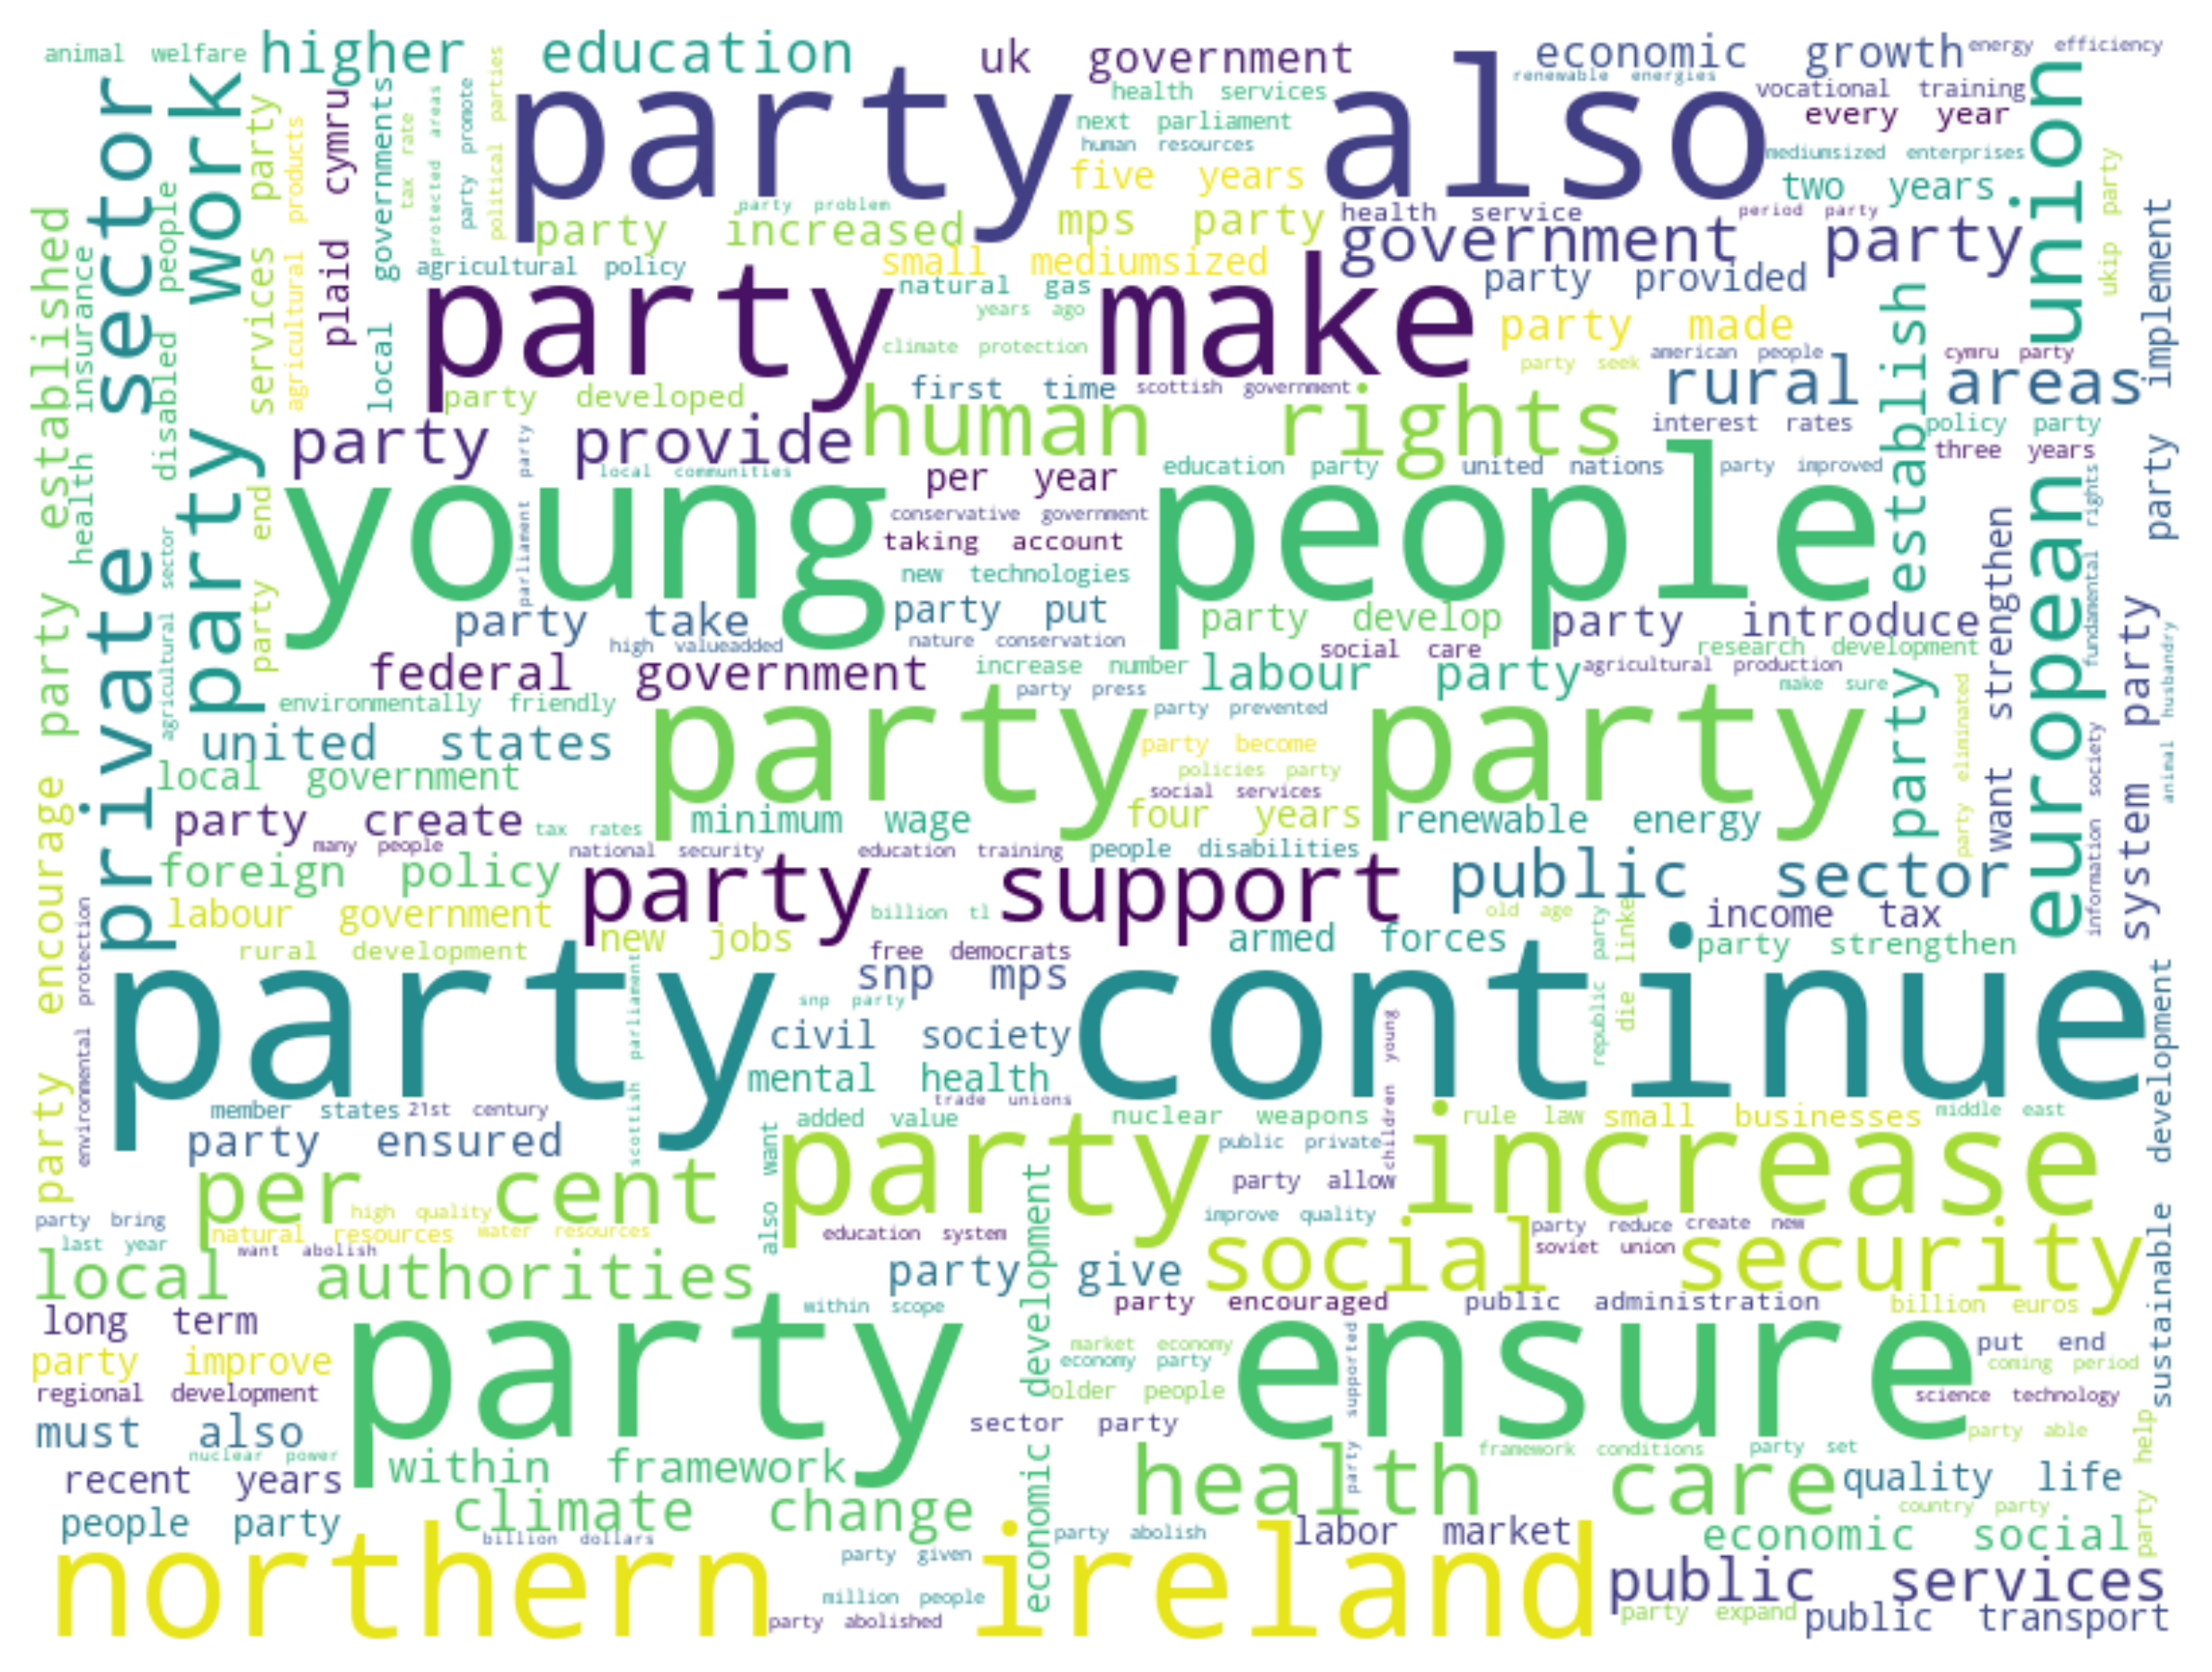 animal welfare
higher education
uk government
economic growth
energy efficiency
renewable energies
health services
vocational training
party also
next parliament
every year
human resources
mediumsized enterprises
five years
two years
party problem
party increased
mps party
health service
period party
government party
agricultural policy
small mediumsized
party provided
natural gas
years ago
party make
party made
climate protection
american people
cymru party
party seek
rural areas
first time
scottish government
party developed
human rights
interest rates
policy party
party provide
three years
local communities
per year
education party
united nations
party improved
young people
conservative government
taking account
new technologies
party take
party put
party develop
party introduce
high valueadded
nature conservation
social care
research development
federal government
increase number
labour party
agricultural production
make sure
party press
environmentally friendly
party prevented
united states
party party
party become
local government
policies party
social services
party create
tax rates
minimum wage
four years
renewable energy
many people
national security
education training
people disabilities
foreign policy
party support
public sector
labour government
billion tl
old age
income tax
rural development
new jobs
free democrats
armed forces
party strengthen
snp mps
snp party
party continue
civil society
mental health
trade unions
member states
21st century
added value
nuclear weapons
rule law
small businesses
middle east
party ensured
public private
party increase
per cent
party allow
high quality
improve quality
party bring
natural resources
water resources
education system
party reduce
create new
last year
want abolish
soviet union
social security
local authorities
party give
long term
within scope
party encouraged
public administration
billion euros
party ensure
market economy
put end
party improve
economy party
coming period
regional development
older people
science technology
must also
sector party
party able
nuclear power
framework conditions
party set
recent years
within framework
health care
quality life
climate change
country party
people party
billion dollars
party abolish
labor market
economic social
northern ireland
party given
million people
public services
party abolished
party expand
public transport
private sector
party work
party established
health insurance
disabled people
services party
agricultural products
plaid cymru
local governments
tax rate
protected areas
party promote
political parties
party end
agricultural sector
party encourage
environmental protection
parliament party
scottish parliament
also want
economic development
children young
party supported
republic party
die linke
party establish
european union
want strengthen
fundamental rights
ukip party
party implement
system party
party eliminated
information society
animal husbandry
sustainable development
party help